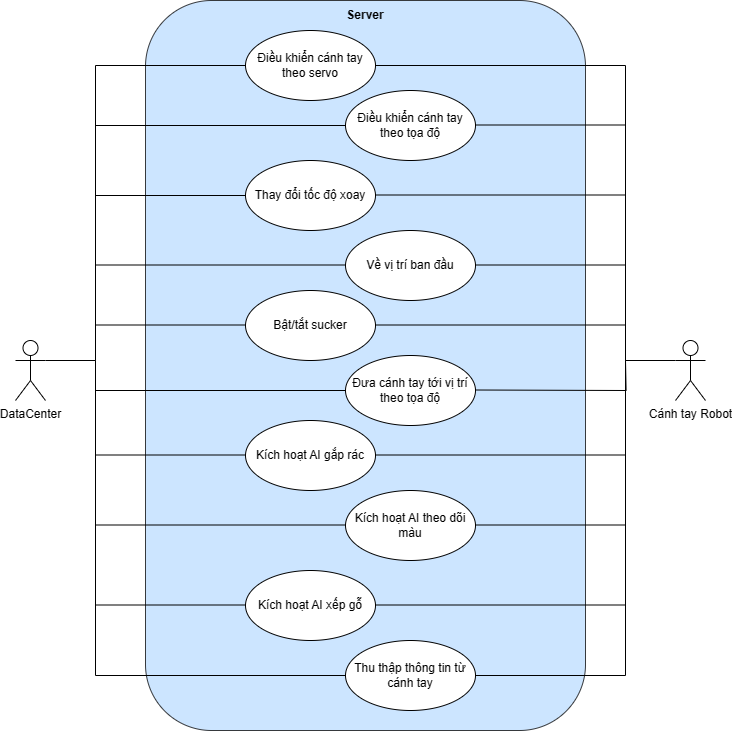 Server
Điều khiển cánh tay
theo servo
Điều khiển cánh tay
theo tọa độ
Thay đổi tốc độ xoay
Về vị trí ban đầu
Bật/tắt sucker
Đưa cánh tay tới vị trí
theo tọa độ
DataCenter
Cánh tay Robot
Kích hoạt AI gắp rác
Kích hoạt AI theo dõi
màu
Kích hoạt AI xếp gỗ
Thu thập thông tin từ
cánh tay